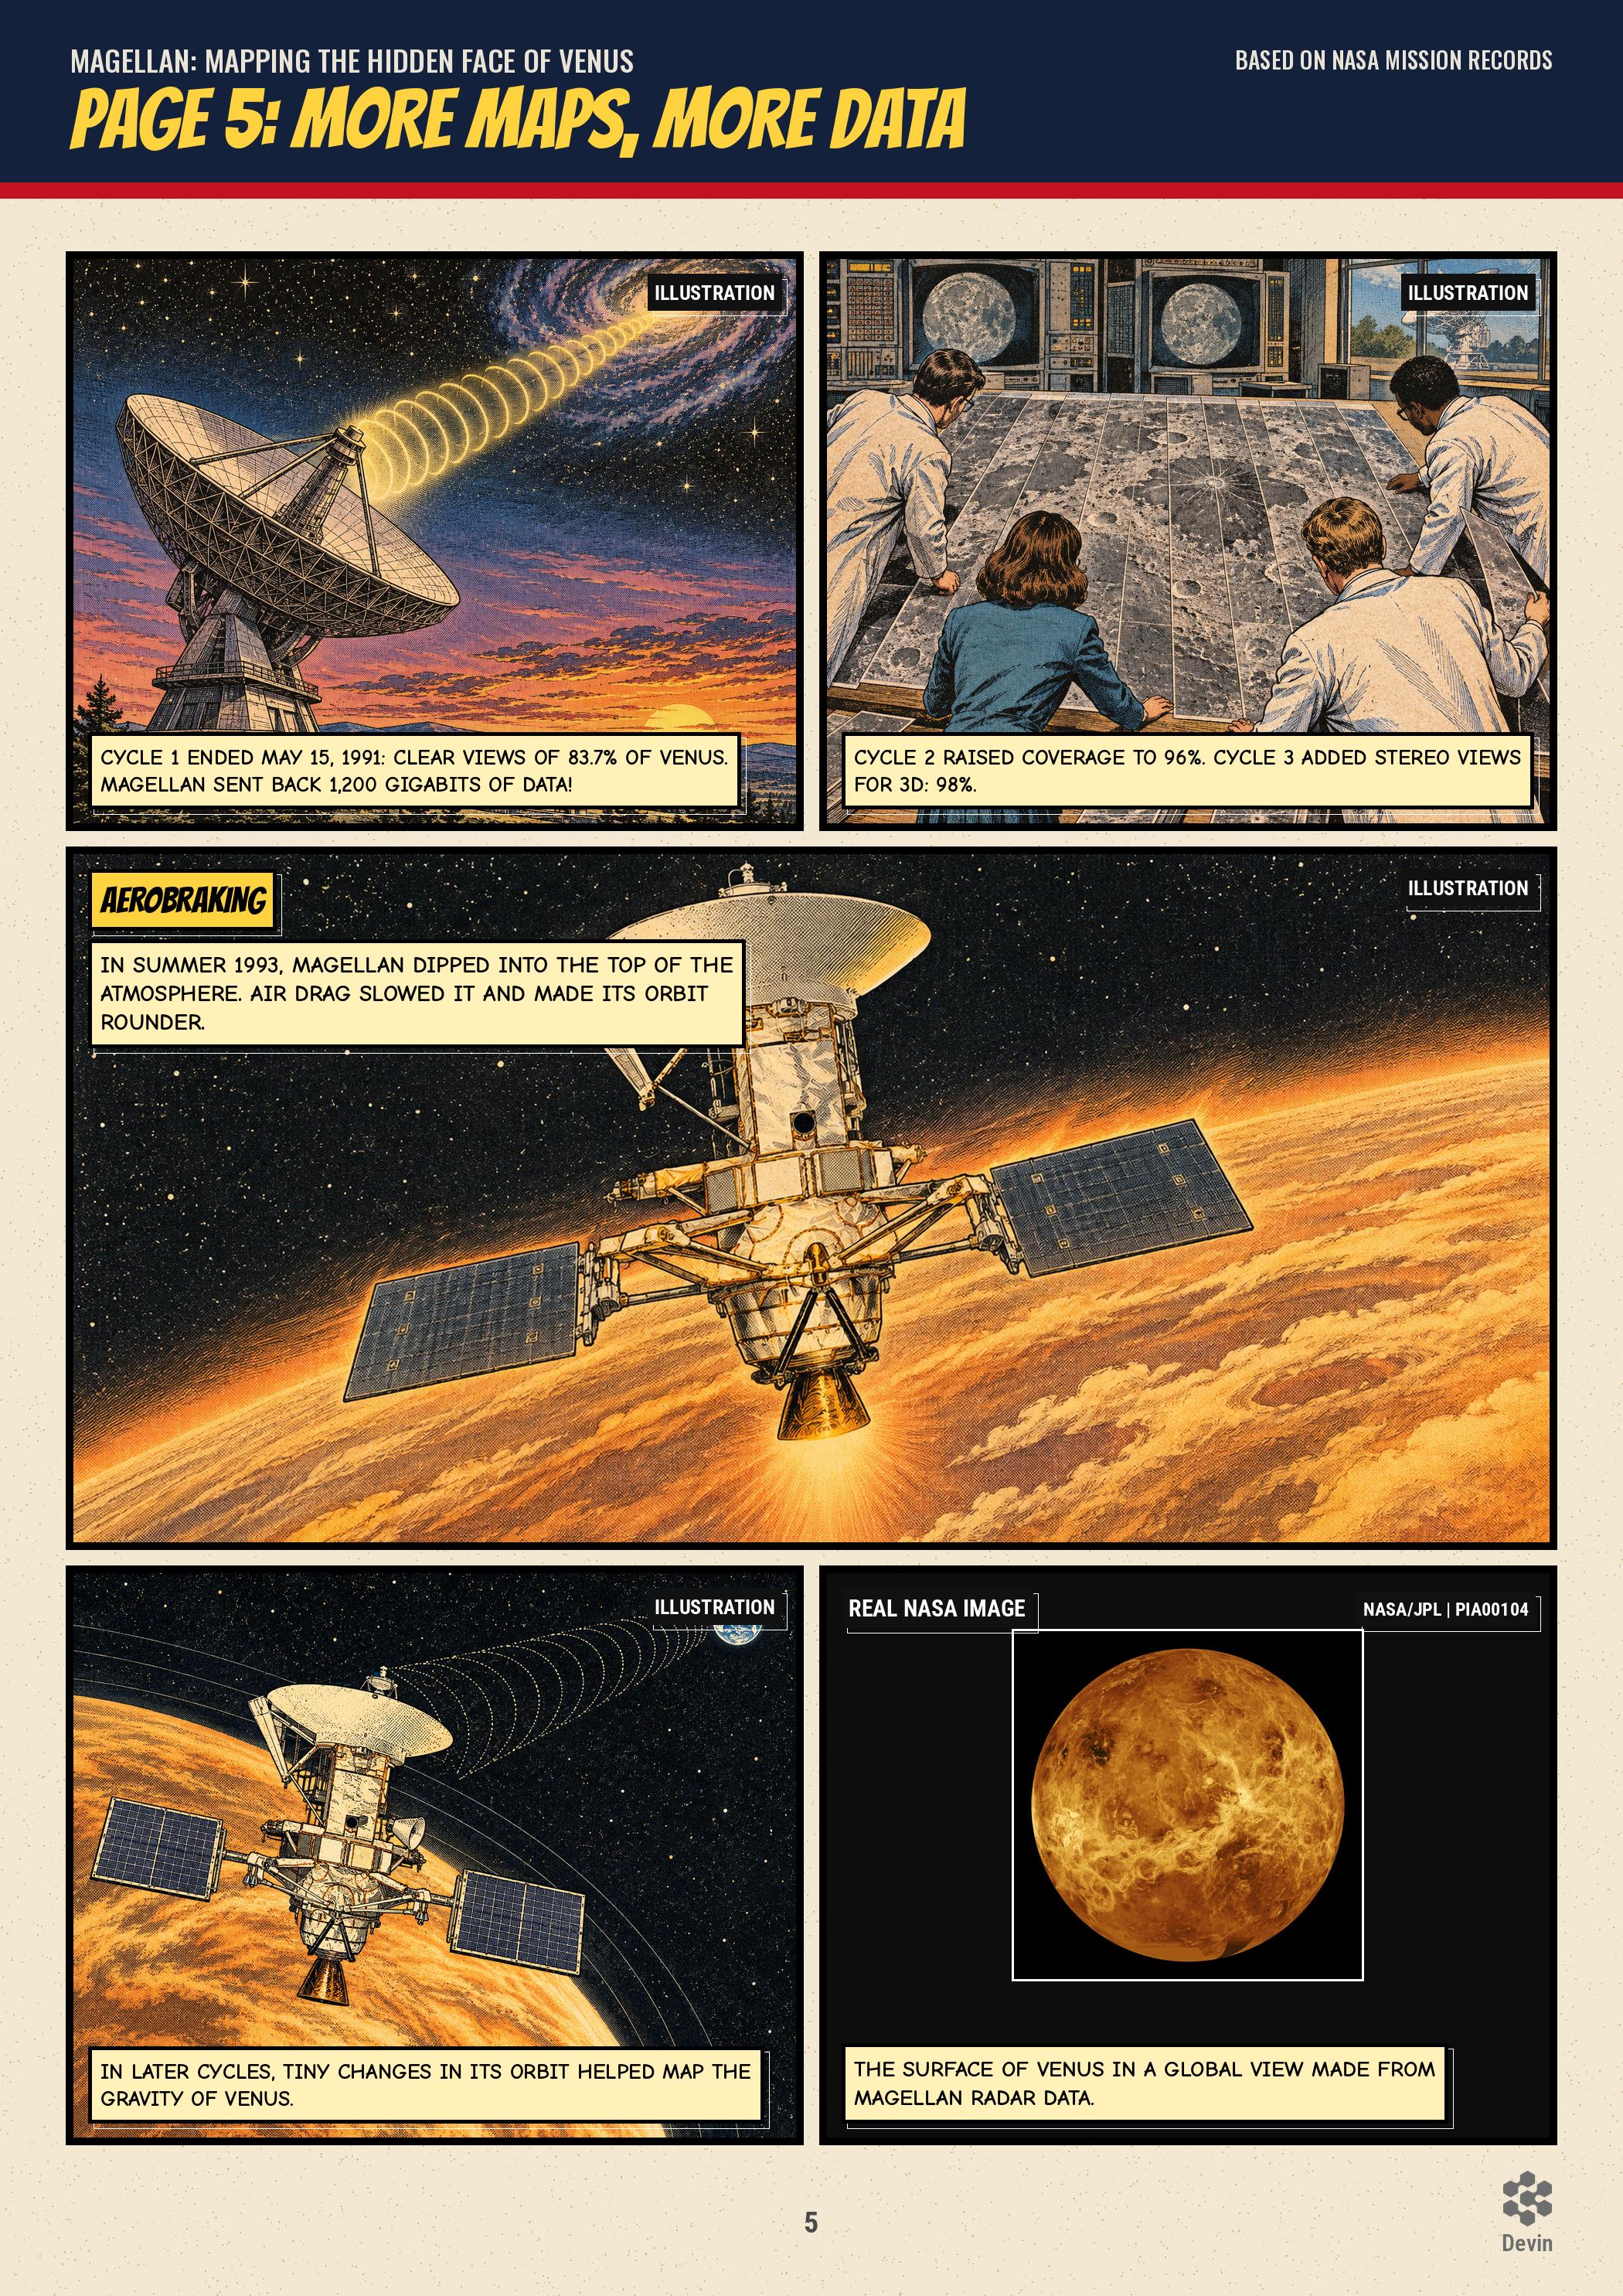 MAGELLAN: MAPPING THE HIDDEN FACE OF VENUS
BASED ON NASA MISSION RECORDS
PAGE 5: MORE MAPS, MORE DATA
ILLUSTRATION
CYCLE 1 ENDED MAY 15, 1991: CLEAR VIEWS OF 83.7% OF VENUS.
MAGELLAN SENT BACK 1,200 GIGABITS OF DATA!
ILLUSTRATION
CYCLE 2 RAISED COVERAGE TO 96%. CYCLE 3 ADDED STEREO VIEWS
FOR 3D: 98%.
AEROBRAKING
ILLUSTRATION
IN SUMMER 1993, MAGELLAN DIPPED INTO THE TOP OF THE
ATMOSPHERE. AIR DRAG SLOWED IT AND MADE ITS ORBIT
ROUNDER.
ILLUSTRATION
IN LATER CYCLES, TINY CHANGES IN ITS ORBIT HELPED MAP THE
GRAVITY OF VENUS.
REAL NASA IMAGE
NASA/JPL | PIA00104
THE SURFACE OF VENUS IN A GLOBAL VIEW MADE FROM
MAGELLAN RADAR DATA.
5
Devin